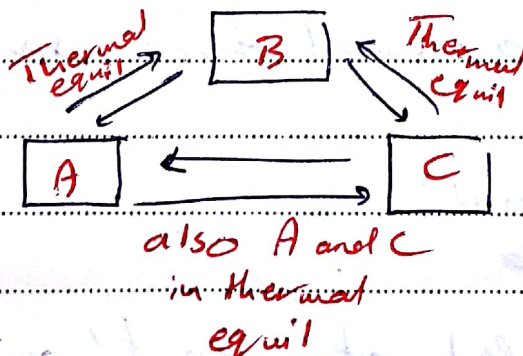 Thermal
equil
B
Thermal
equil
A
C
also A and C
in thermal
equil